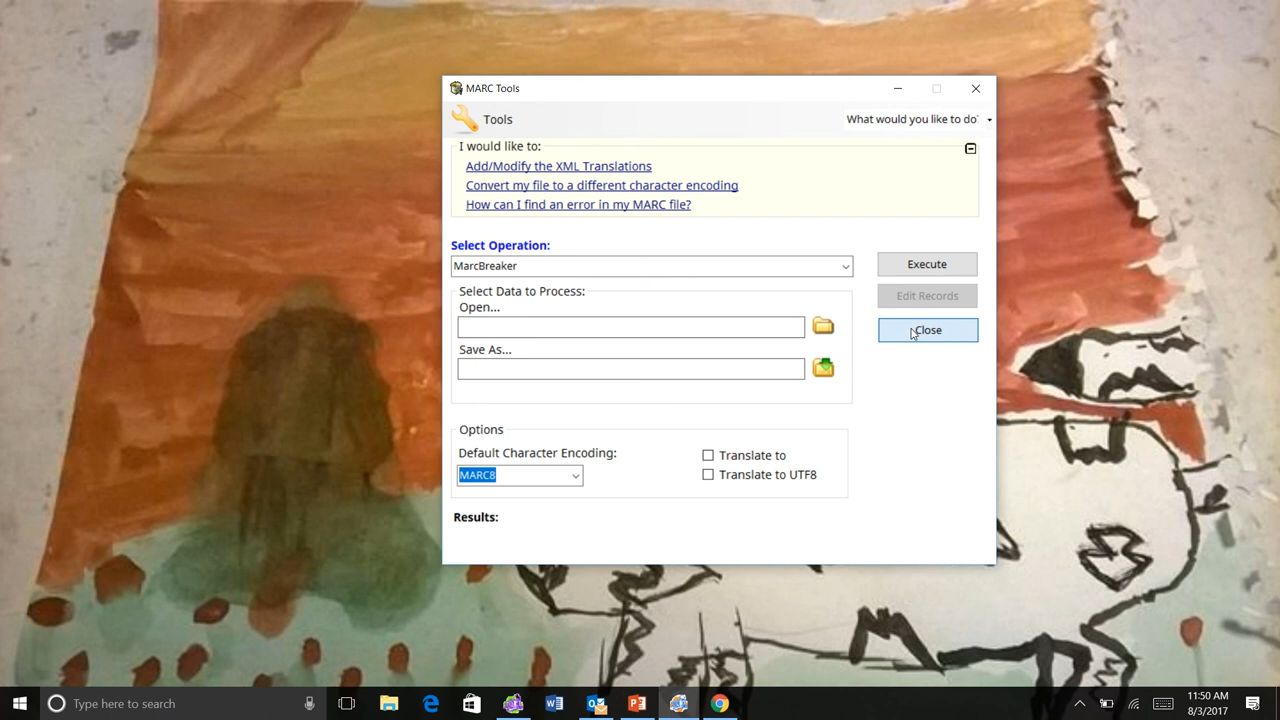 MARC Tools
Tools
What would you like to do'
I would like to:
Add/Modify the XML Translations
Convert my file to a different character encoding
How can I find an error in my MARC file?
Select Operation:
MarcBreaker
Execute
Select Data to Process:
Edit Records
Open...
Close
Save As...
Options
Default Character Encoding:
Translate to
MARC8
Translate to UTF8
Results:
Type here to search
11:50 AM
8/3/2017